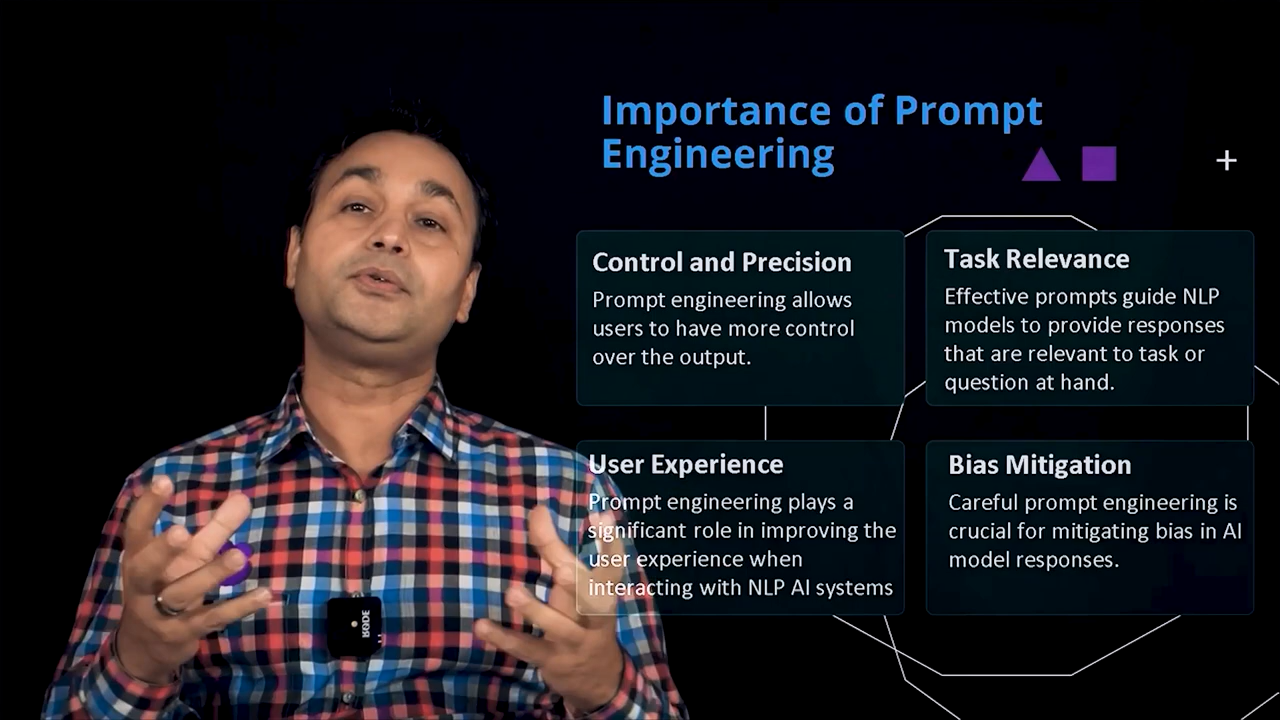 Importance of Prompt
Engineering
Control and Precision
Prompt engineering allows
users to have more control
over the output.
Task Relevance
Effective prompts guide NLP
models to provide responses
that are relevant to task or
question at hand.
User Experience
Prompt engineering plays a
significant role in improving the
user experience when
interacting with NLP AI systems
Bias Mitigation
Careful prompt engineering is
crucial for mitigating bias in AI
model responses.
RØDE